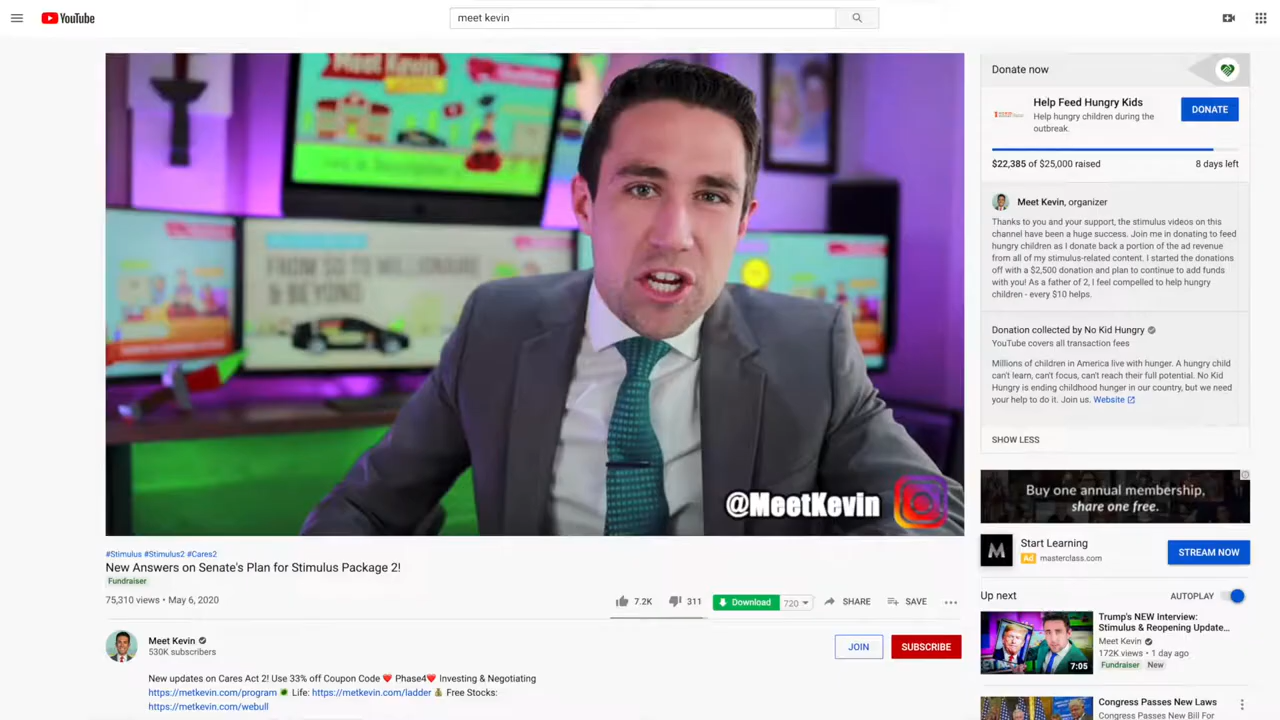 YouTube
meet kevin
Meet Kevin
FROM $0 TO MILLIONAIRE
& BEYOND
@MeetKevin
#Stimulus #Stimulus2 #Cares2
New Answers on Senate's Plan for Stimulus Package 2!
Fundraiser
75,310 views • May 6, 2020
7.2K
311
Download
720
SHARE
SAVE
Meet Kevin
530K subscribers
JOIN
SUBSCRIBE
New updates on Cares Act 2! Use 33% off Coupon Code ❤️ Phase4❤️ Investing & Negotiating
https://metkevin.com/program Life: https://metkevin.com/ladder 💰 Free Stocks:
https://metkevin.com/webull
Donate now
Help Feed Hungry Kids
Help hungry children during the
outbreak.
DONATE
$22,385 of $25,000 raised
8 days left
Meet Kevin, organizer
Thanks to you and your support, the stimulus videos on this
channel have been a huge success. Join me in donating to feed
hungry children as I donate back a portion of the ad revenue
from all of my stimulus-related content. I started the donations
off with a $2,500 donation and plan to continue to add funds
with you! As a father of 2, I feel compelled to help hungry
children - every $10 helps.
Donation collected by No Kid Hungry
YouTube covers all transaction fees
Millions of children in America live with hunger. A hungry child
can't learn, can't focus, can't reach their full potential. No Kid
Hungry is ending childhood hunger in our country, but we need
your help to do it. Join us. Website
SHOW LESS
Buy one annual membership,
share one free.
M
Start Learning
Ad masterclass.com
STREAM NOW
Up next
AUTOPLAY
7:05
Trump's NEW Interview:
Stimulus & Reopening Update...
Meet Kevin
172K views • 1 day ago
Fundraiser New
Congress Passes New Laws
Congress Passes New Bill For